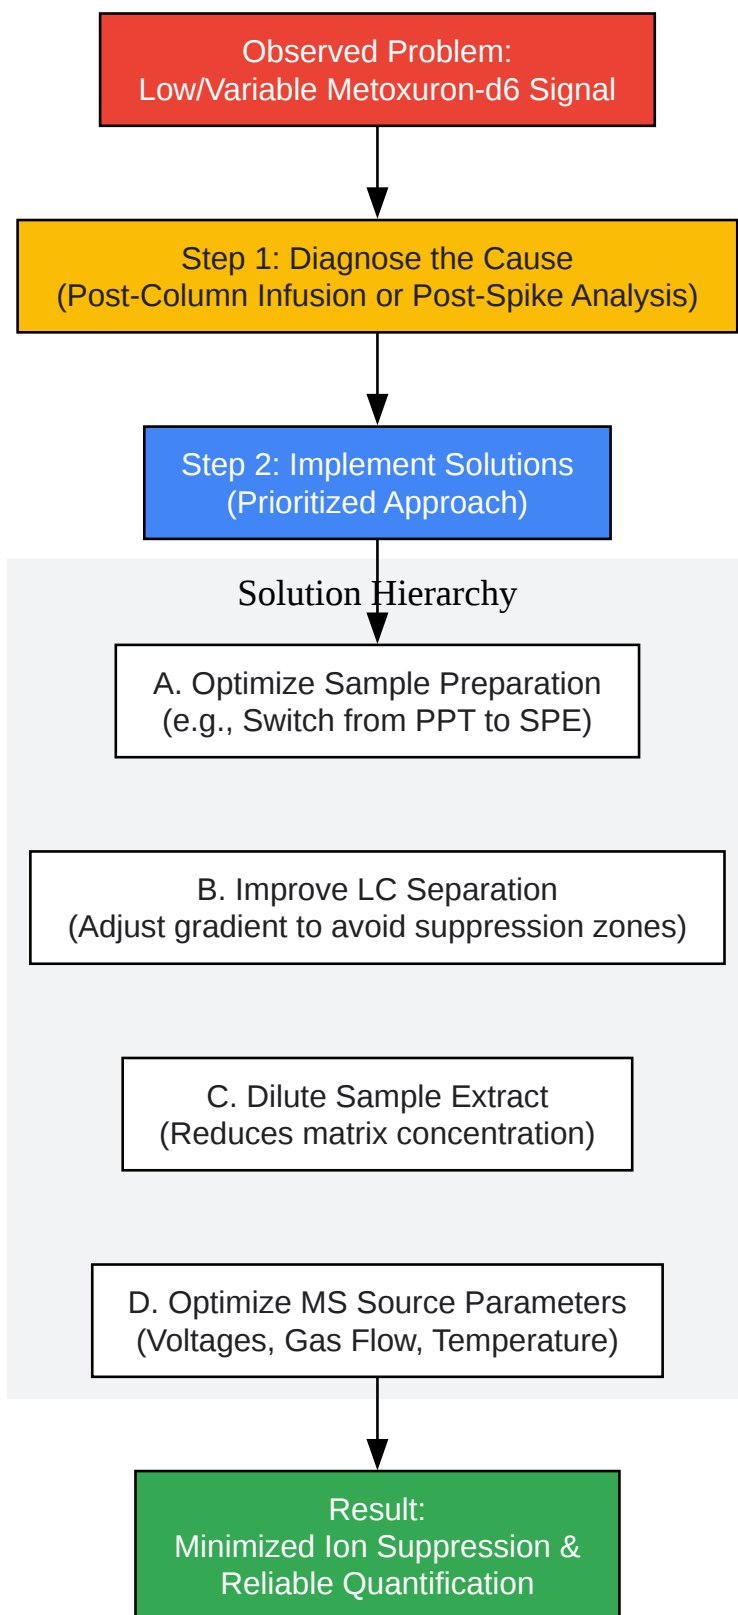 Observed Problem:
Low/Variable Metoxuron-d6 Signal
Step 1: Diagnose the Cause
(Post-Column Infusion or Post-Spike Analysis)
Step 2: Implement Solutions
(Prioritized Approach)
Solution Hierarchy
A. Optimize Sample Preparation
(e.g., Switch from PPT to SPE)
B. Improve LC Separation
(Adjust gradient to avoid suppression zones)
C. Dilute Sample Extract
(Reduces matrix concentration)
D. Optimize MS Source Parameters
(Voltages, Gas Flow, Temperature)
Result:
Minimized Ion Suppression &
Reliable Quantification